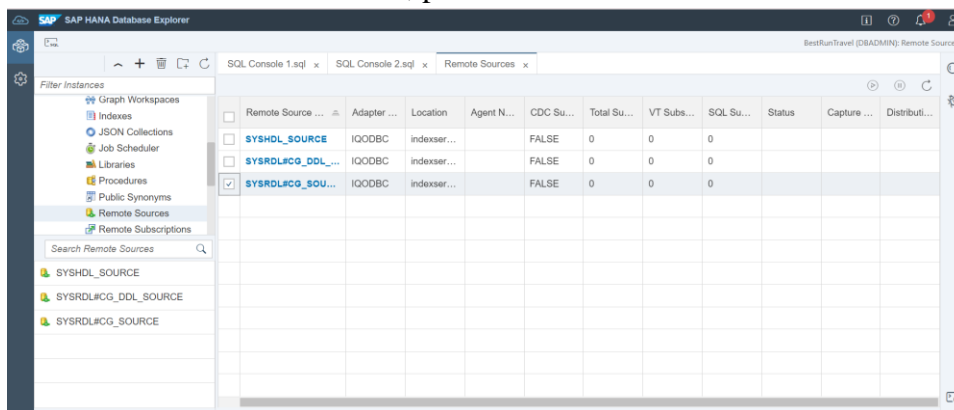 SAP SAP HANA Database Explorer
1
SQL
BestRunTravel (DBADMIN): Remote Source
SQL Console 1.sql x SQL Console 2.sql x Remote Sources x
Filter Instances
Graph Workspaces
Indexes
JSON Collections
Job Scheduler
Libraries
Procedures
Public Synonyms
Remote Sources
Remote Subscriptions
Search Remote Sources
SYSHDL_SOURCE
SYSRDL#CG_DDL_SOURCE
SYSRDL#CG_SOURCE
Remote Source ... Adapter ... Location Agent N... CDC Su... Total Su... VT Subs... SQL Su... Status Capture ... Distributi...
SYSHDL_SOURCE IQODBC indexser... FALSE 0 0 0
SYSRDL#CG_DDL_... IQODBC indexser... FALSE 0 0 0
SYSRDL#CG_SOU... IQODBC indexser... FALSE 0 0 0